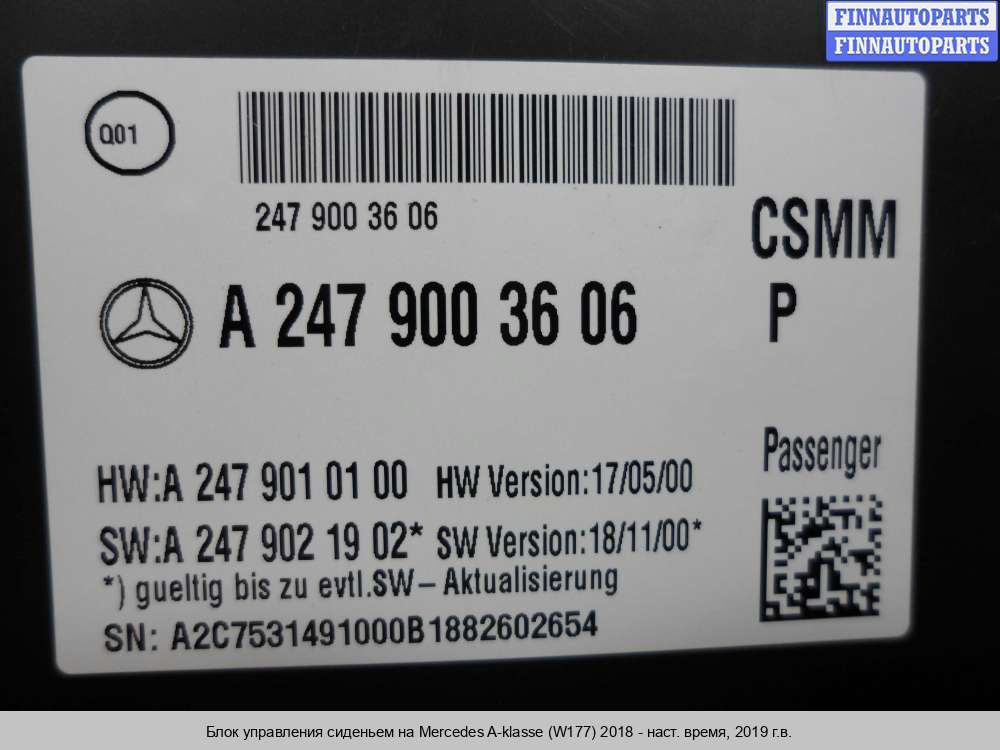 FINNAUTOPARTS
FINNAUTOPARTS
Q01
247 900 3606
CSMM
A 247 900 36 06
P
Passenger
HW:A 247 901 01 00 HW Version:17/05/00
SW:A 247 902 19 02* SW Version:18/11/00*
*) gueltig bis zu evtl.SW-Aktualisierung
SN: A2C7531491000B1882602654
Блок управления сиденьем на Mercedes A-klasse (W177) 2018 - наст. время, 2019 г.в.